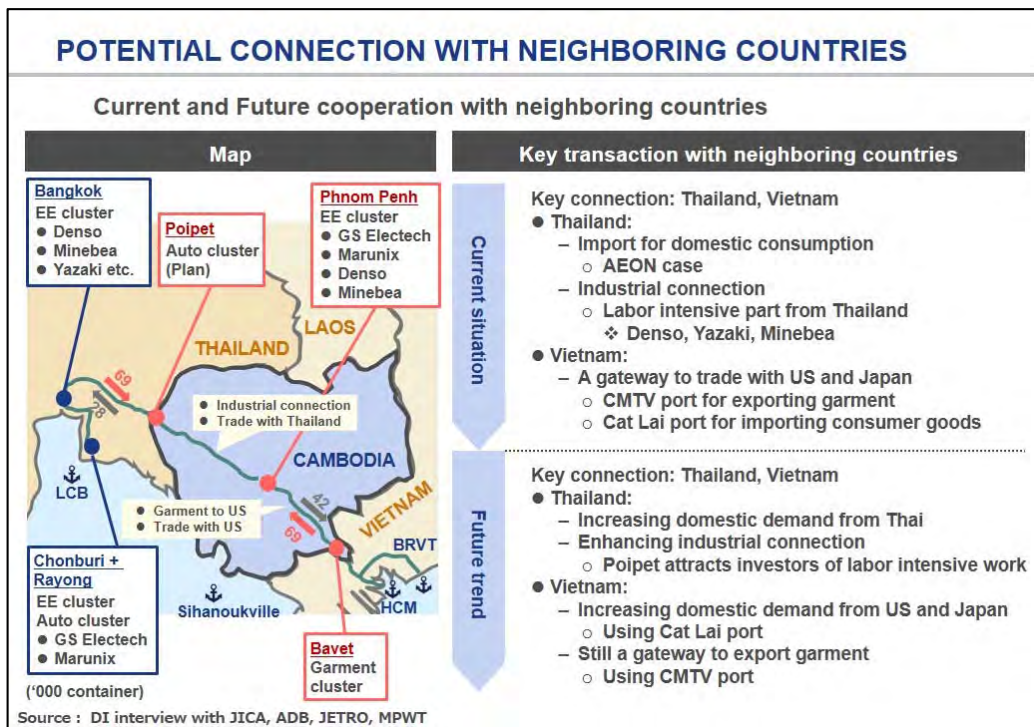 POTENTIAL CONNECTION WITH NEIGHBORING COUNTRIES
Current and Future cooperation with neighboring countries
Map
Bangkok
EE cluster
● Denso
● Minebea
● Yazaki etc.
Poipet
Auto cluster
(Plan)
Phnom Penh
EE cluster
● GS Electech
● Marunix
● Denso
● Minebea
LAOS
THAILAND
69
28
● Industrial connection
● Trade with Thailand
CAMBODIA
LCB
● Garment to US
● Trade with US
42
69
VIETNAM
BRVT
HCM
Sihanoukville
Chonburi +
Rayong
EE cluster
Auto cluster
● GS Electech
● Marunix
Bavet
Garment
cluster
('000 container)
Key transaction with neighboring countries
Current situation
Key connection: Thailand, Vietnam
● Thailand:
– Import for domestic consumption
○ AEON case
– Industrial connection
○ Labor intensive part from Thailand
❖ Denso, Yazaki, Minebea
● Vietnam:
– A gateway to trade with US and Japan
○ CMTV port for exporting garment
○ Cat Lai port for importing consumer goods
Future trend
Key connection: Thailand, Vietnam
● Thailand:
– Increasing domestic demand from Thai
– Enhancing industrial connection
○ Poipet attracts investors of labor intensive work
● Vietnam:
– Increasing domestic demand from US and Japan
○ Using Cat Lai port
– Still a gateway to export garment
○ Using CMTV port
Source : DI interview with JICA, ADB, JETRO, MPWT